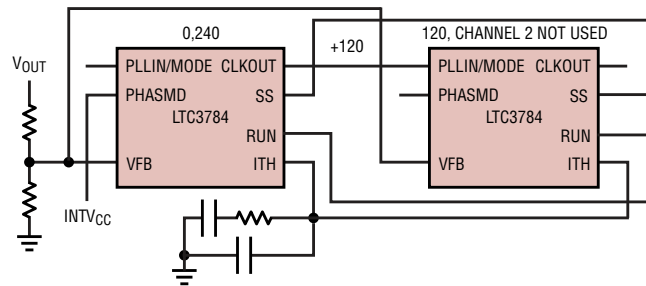 0,240
+120
120, CHANNEL 2 NOT USED
VOUT
PLLIN/MODE CLKOUT
PHASMD SS
LTC3784
RUN
VFB ITH
INTVCC
PLLIN/MODE CLKOUT
PHASMD SS
LTC3784
RUN
VFB ITH